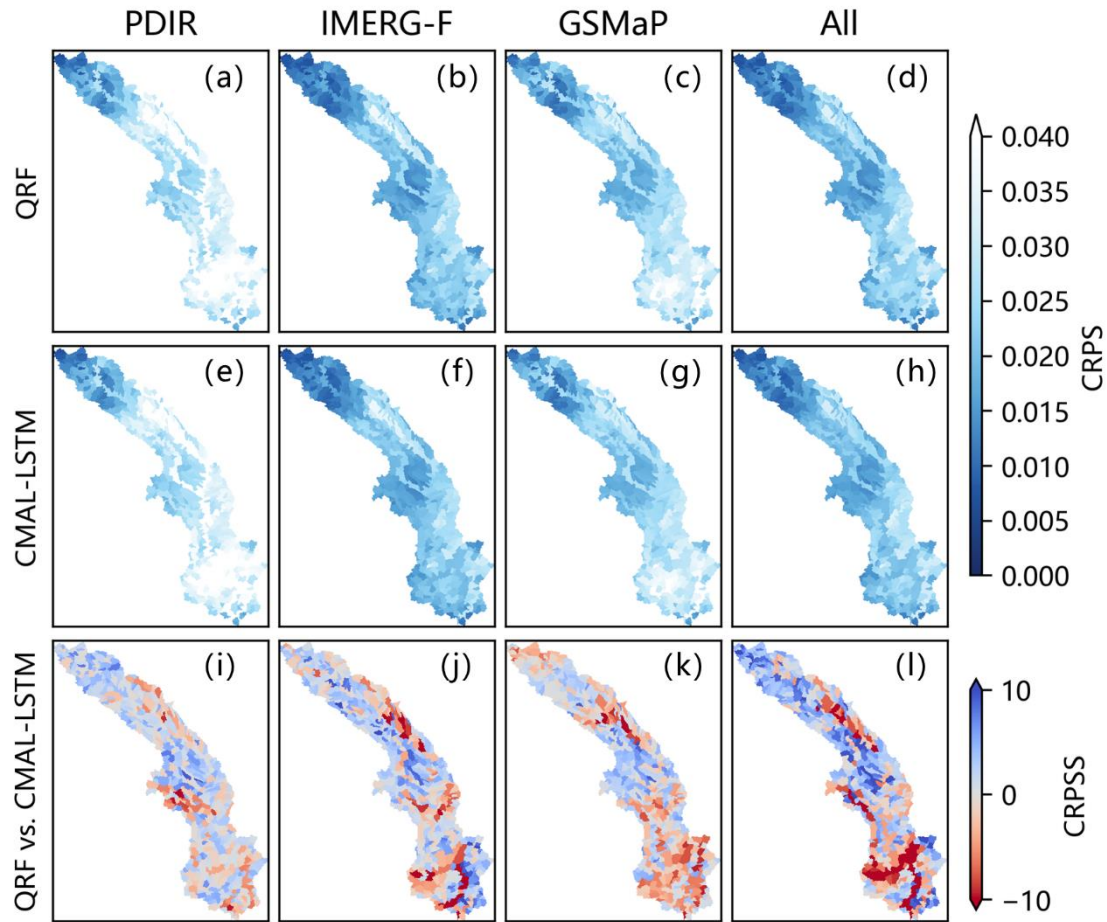 PDIR IMERG-F GSMaP All
QRF (a) (b) (c) (d)
CMAL-LSTM (e) (f) (g) (h)
QRF vs. CMAL-LSTM (i) (j) (k) (l)
0.040
0.035
0.030
0.025
0.020
0.015
0.010
0.005
0.000
CRPS
10
0
−10
CRPSS